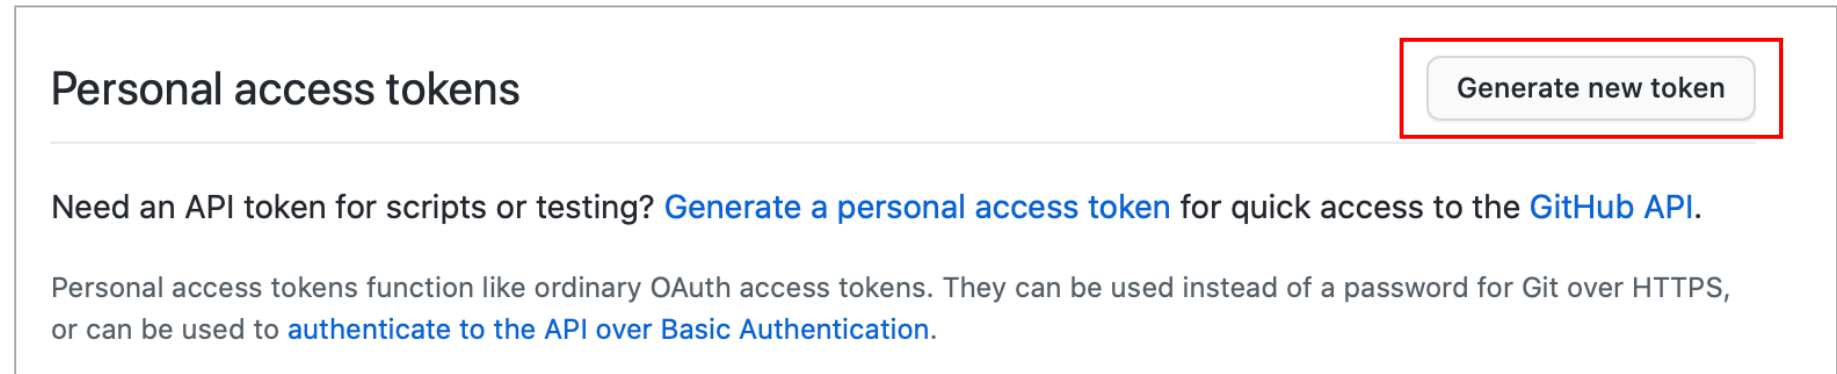 Personal access tokens
Generate new token
Need an API token for scripts or testing? Generate a personal access token for quick access to the GitHub API.
Personal access tokens function like ordinary OAuth access tokens. They can be used instead of a password for Git over HTTPS,
or can be used to authenticate to the API over Basic Authentication.